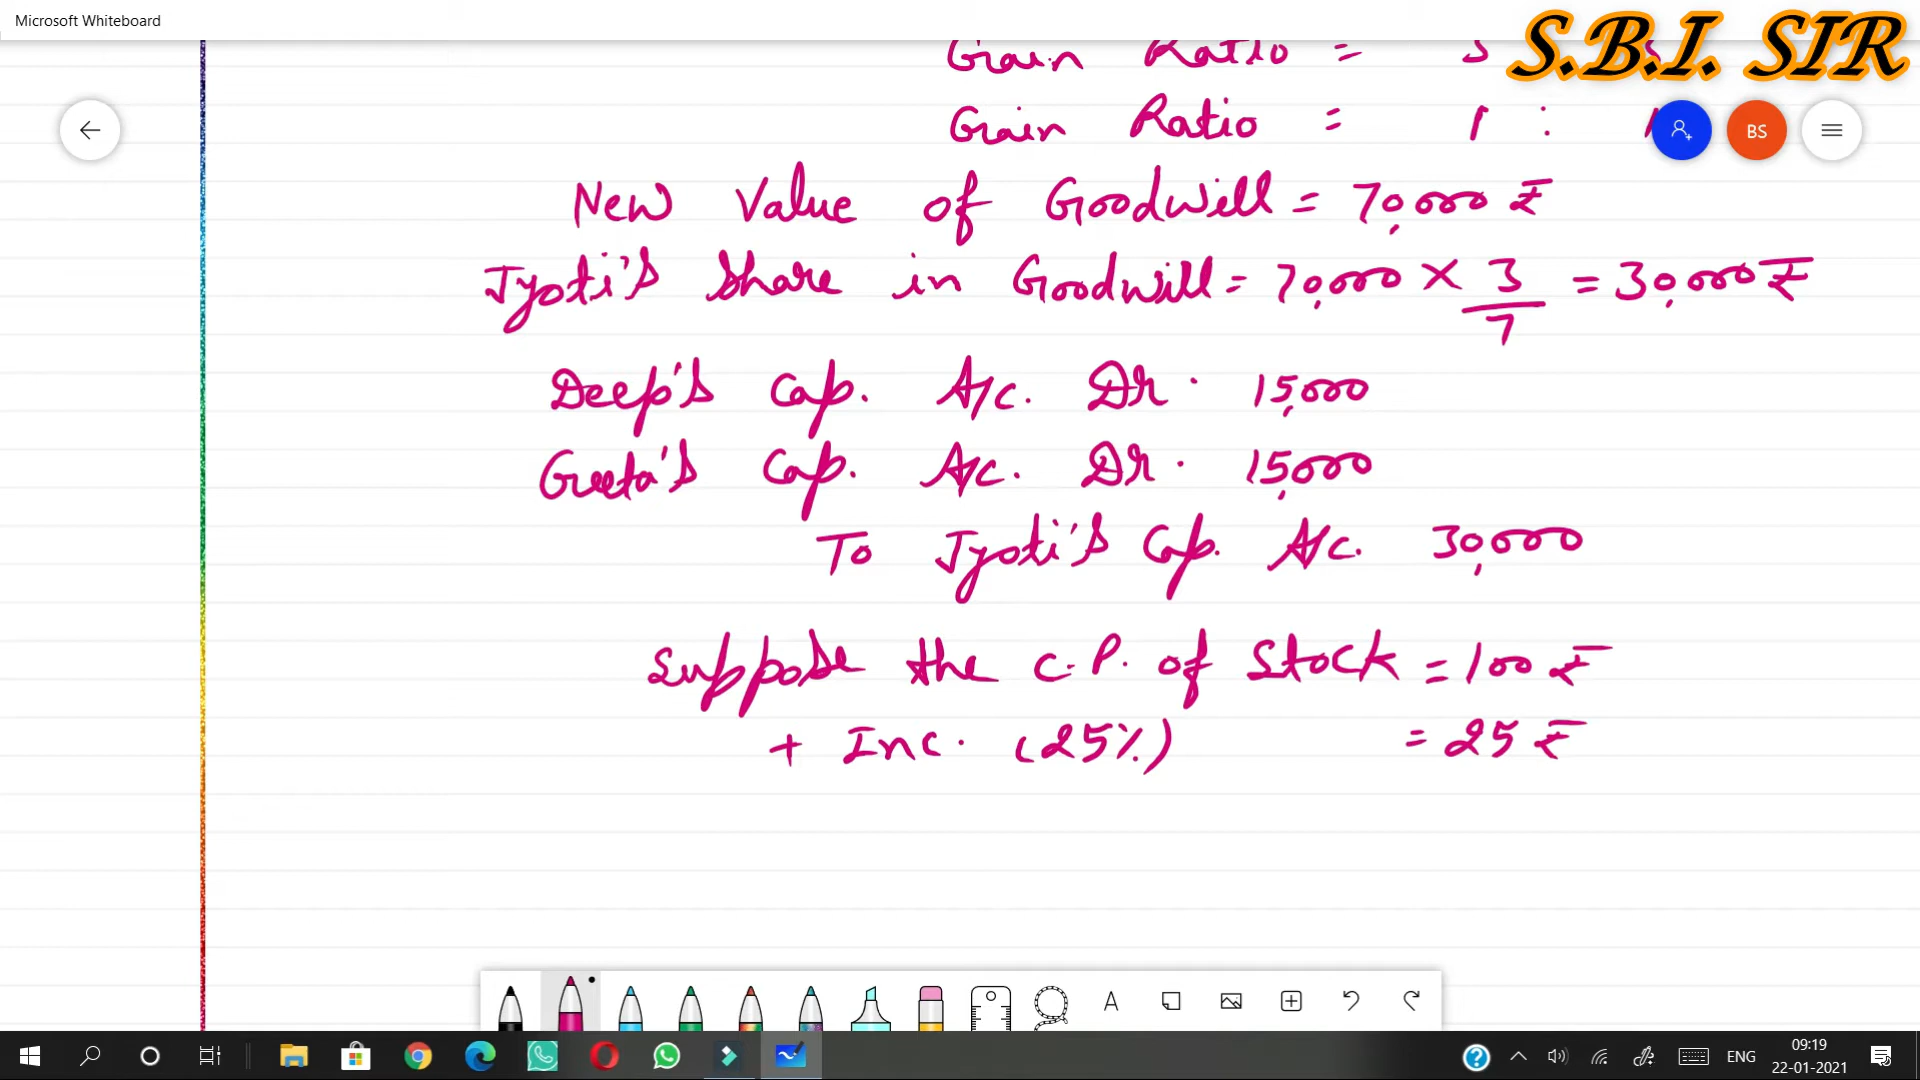 Microsoft Whiteboard
S.B.I. SIR
Gain Ratio =
Gain Ratio = 1 :
BS
New Value of Goodwill = 70,000 ₹
Jyoti's Share in Goodwill = 70,000 × 3/7 = 30,000 ₹
Deep's Cap. A/c. Dr. 15,000
Geeta's Cap. A/c. Dr. 15,000
To Jyoti's Cap. A/c. 30,000
Suppose the C.P. of Stock = 100 ₹
+ Inc. (25%) = 25 ₹
ENG
09:19
22-01-2021